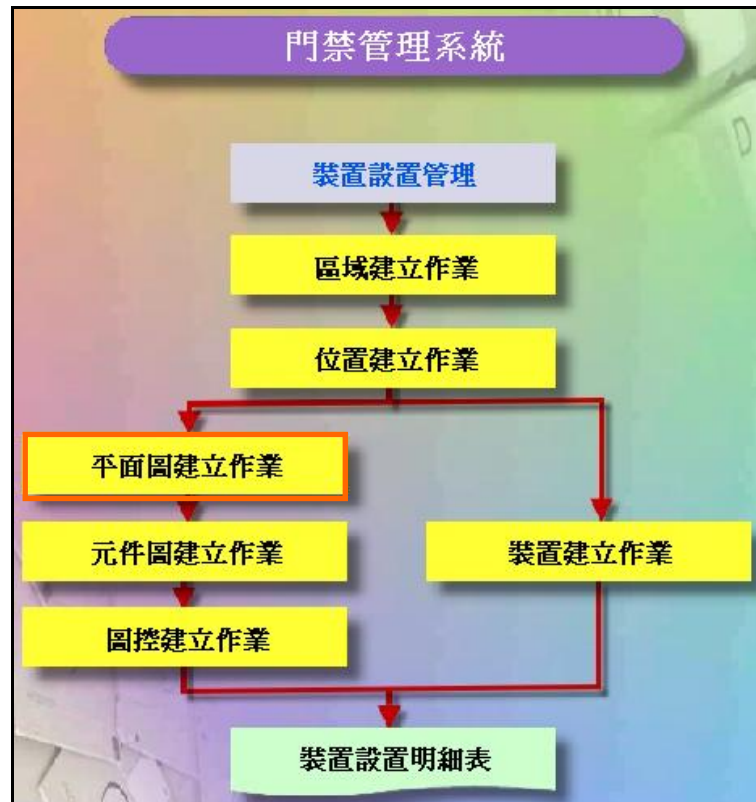 門禁管理系統
裝置設置管理
區域建立作業
位置建立作業
平面圖建立作業
元件圖建立作業
裝置建立作業
圖控建立作業
裝置設置明細表
D